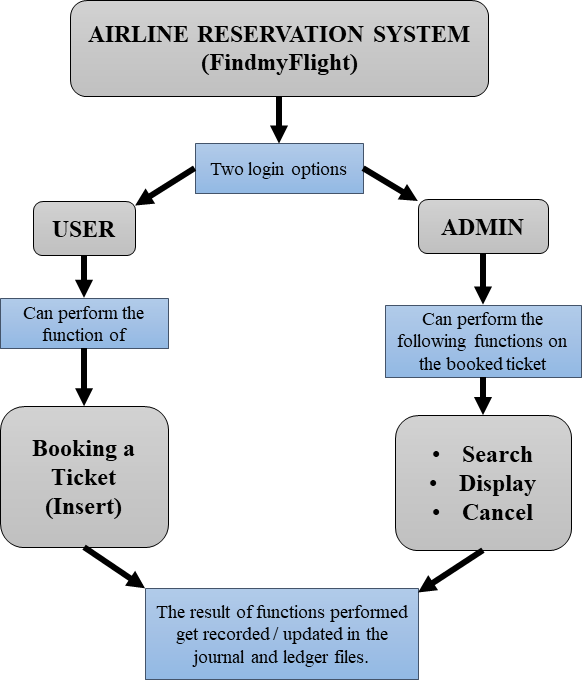 AIRLINE RESERVATION SYSTEM
(FindmyFlight)
Two login options
USER
ADMIN
Can perform the
function of
Can perform the
following functions on
the booked ticket
Booking a
Ticket
(Insert)
• Search
• Display
• Cancel
The result of functions performed
get recorded / updated in the
journal and ledger files.